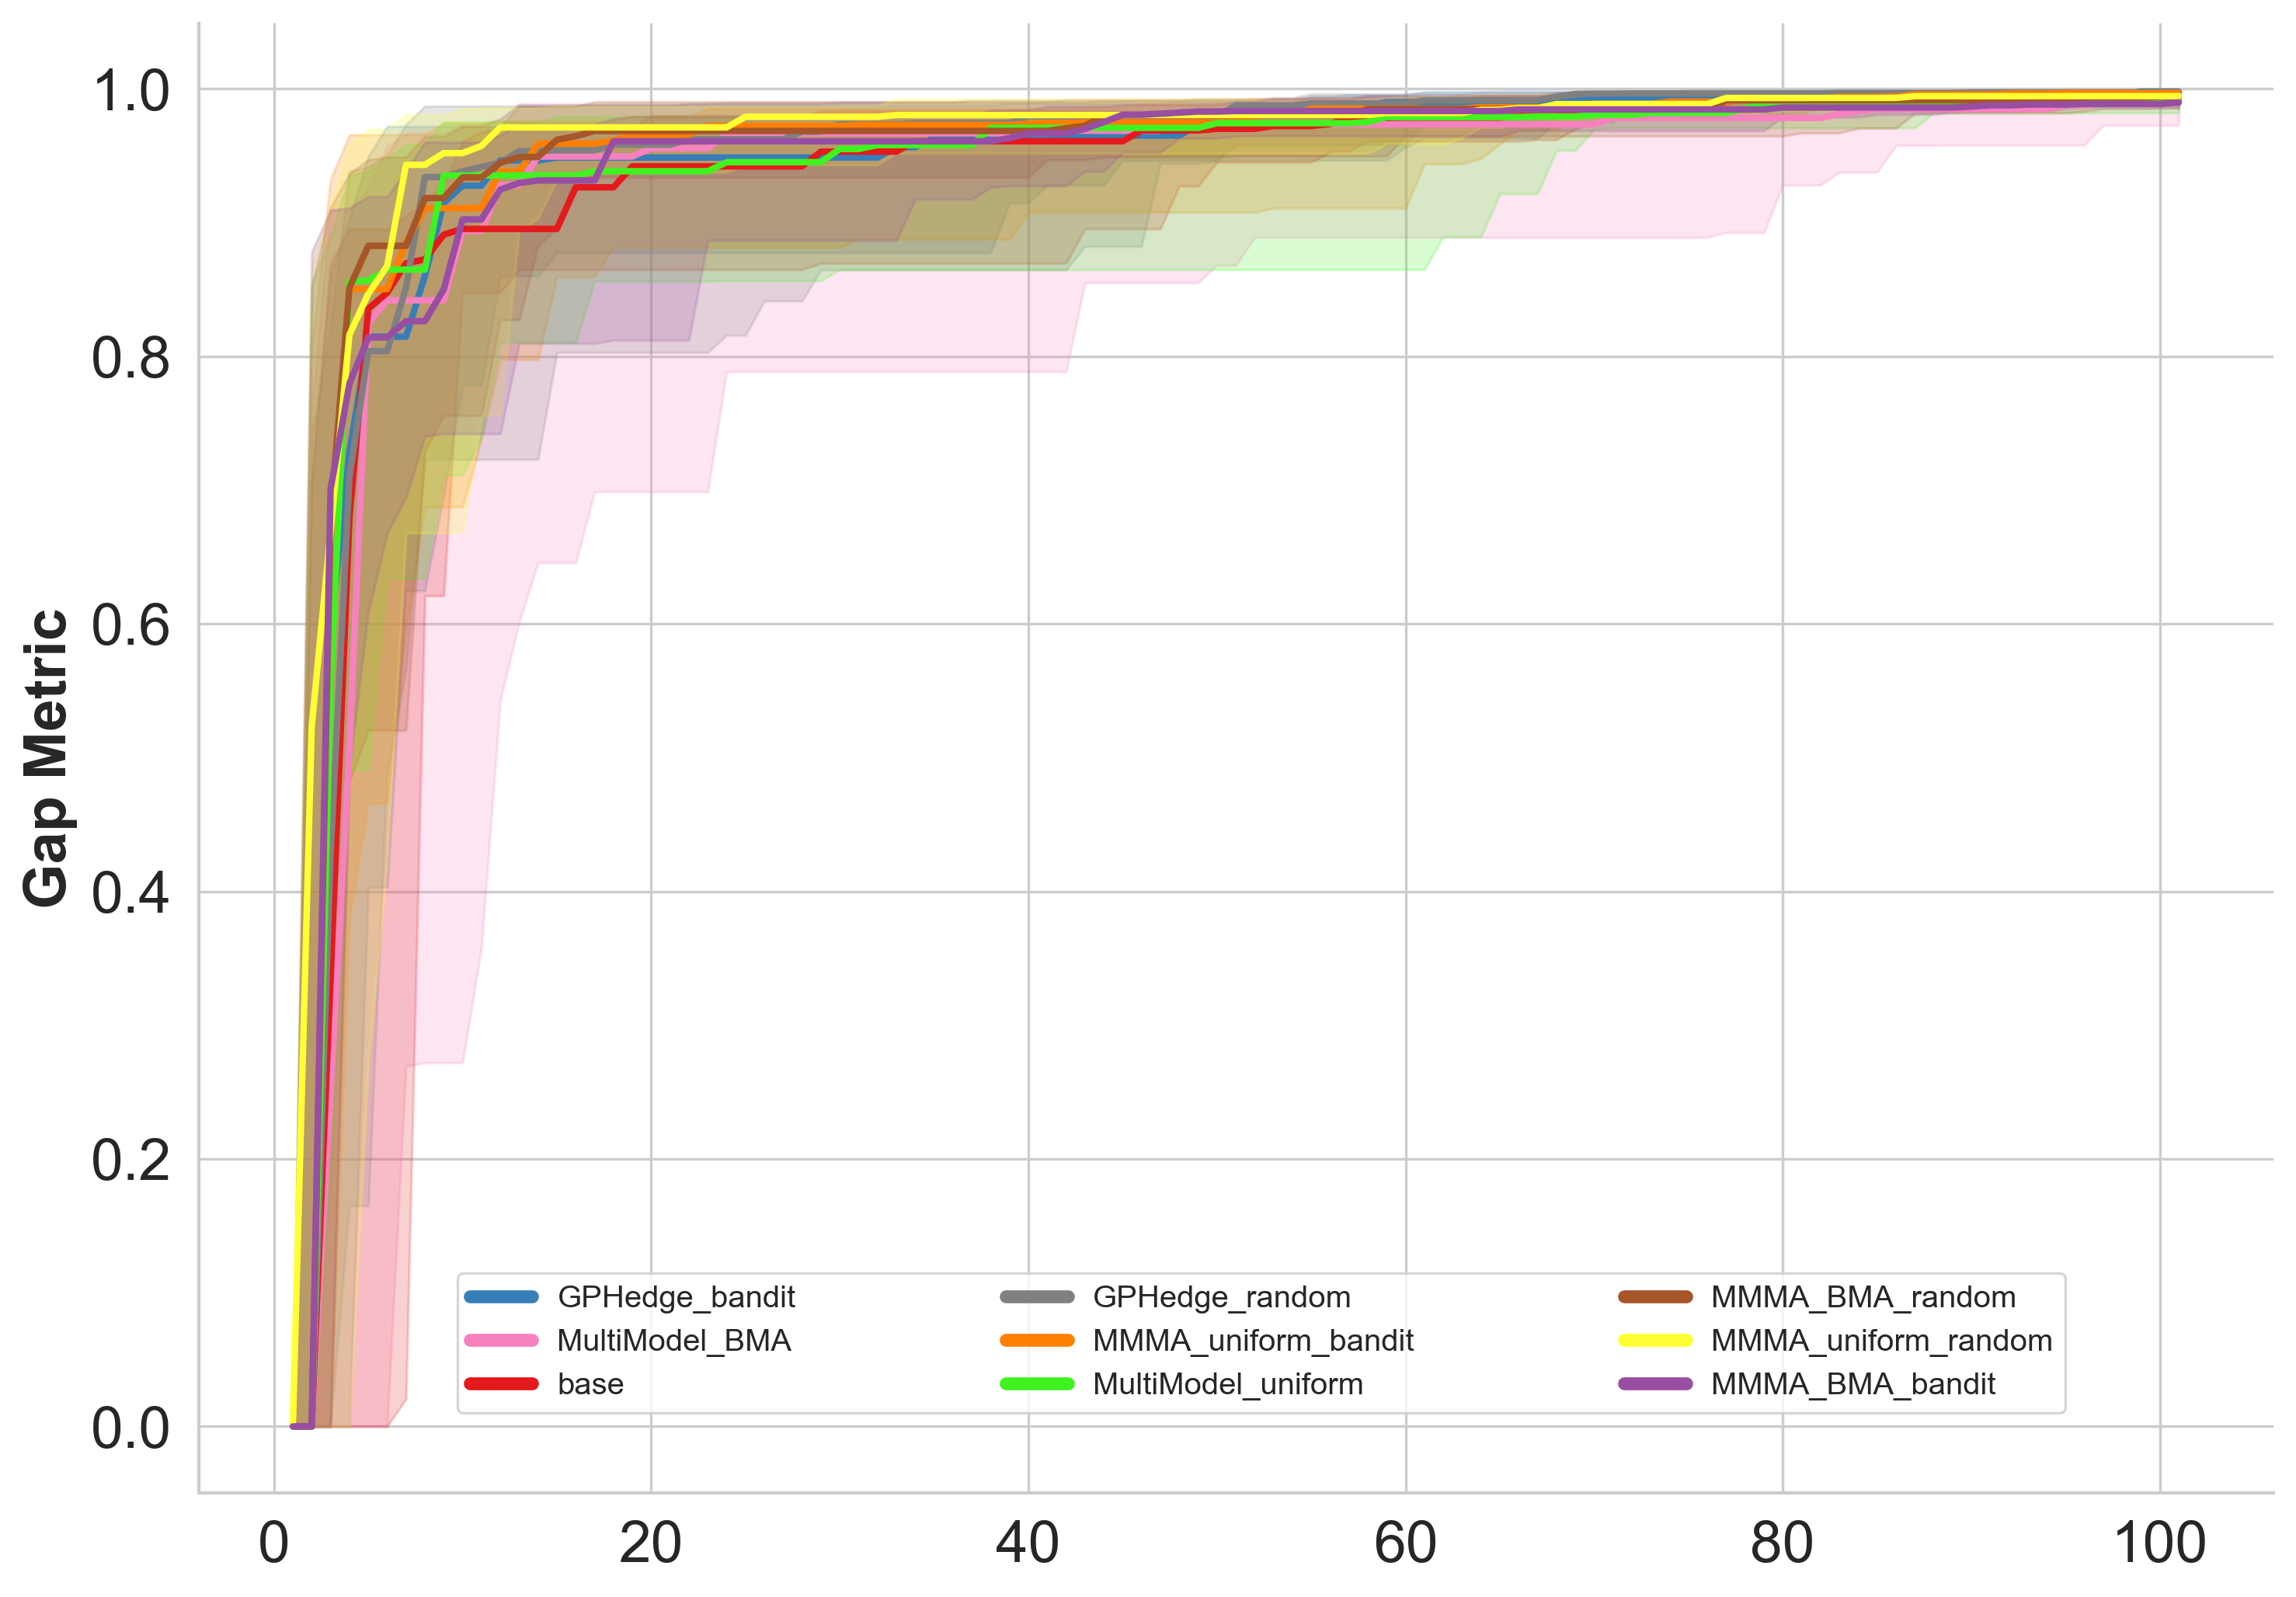 Gap Metric
1.0
0.8
0.6
0.4
0.2
0.0
0 20 40 60 80 100
GPHedge_bandit GPHedge_random MMMA_BMA_random
MultiModel_BMA MMMA_uniform_bandit MMMA_uniform_random
base MultiModel_uniform MMMA_BMA_bandit